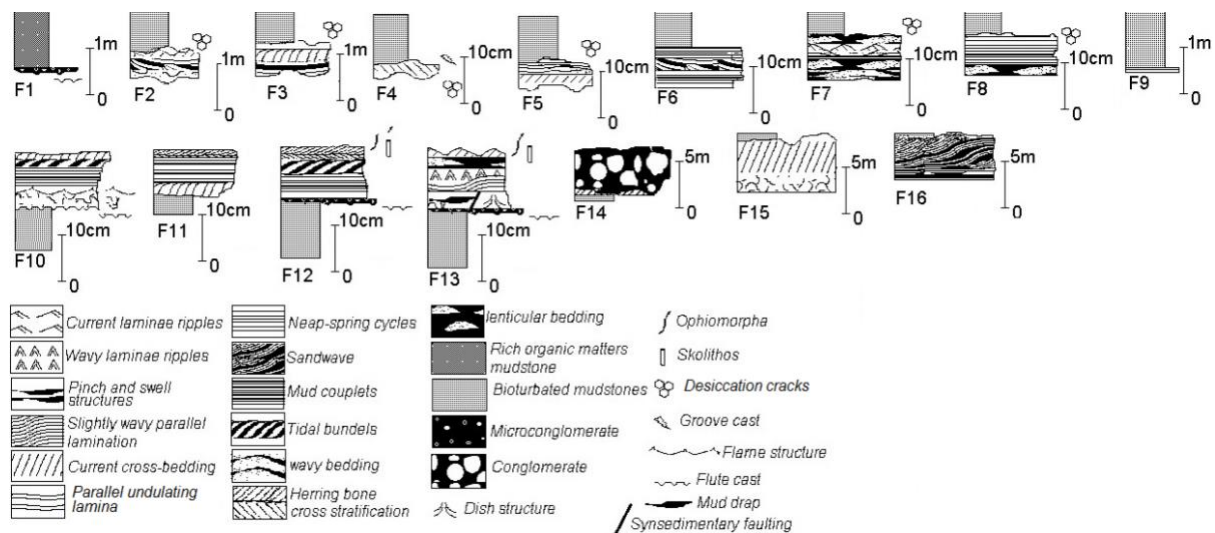 1m
0
F1
1m
0
F2
1m
0
F3
10cm
0
F4
10cm
0
F5
10cm
0
F6
10cm
0
F7
10cm
0
F8
1m
0
F9
10cm
0
F10
10cm
0
F11
10cm
0
F12
10cm
0
F13
5m
0
F14
5m
0
F15
5m
0
F16
Current laminae ripples
Wavy laminae ripples
Pinch and swell
structures
Slightly wavy parallel
lamination
Current cross-bedding
Parallel undulating
lamina
Neap-spring cycles
Sandwave
Mud couplets
Tidal bundels
wavy bedding
Herring bone
cross stratification
lenticular bedding
Rich organic matters
mudstone
Bioturbated mudstones
Microconglomerate
Conglomerate
Dish structure
Ophiomorpha
Skolithos
Desiccation cracks
Groove cast
Flame structure
Flute cast
Mud drap
Synsedimentary faulting